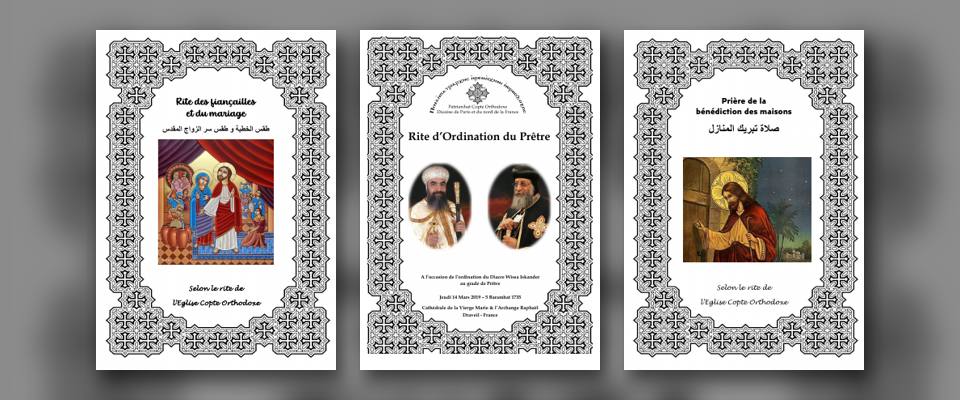 Rite des fiançailles
et du mariage
طقس الخطبة و طقس سر الزواج المقدس
Selon le rite de
l'Eglise Copte Orthodoxe
Patriarchat Copte Orthodoxe
Diocèse de Paris et du nord de la France
Rite d'Ordination du Prêtre
A l'occasion de l'ordination du Diacre Wissa Iskander
au grade de Prêtre
Jeudi 14 Mars 2019 – 5 Baramhat 1735
Cathédrale de la Vierge Marie & l'Archange Raphaël
Draveil - France
Prière de la
bénédiction des maisons
صلاة تبريك المنازل
Selon le rite de
l'Eglise Copte Orthodoxe